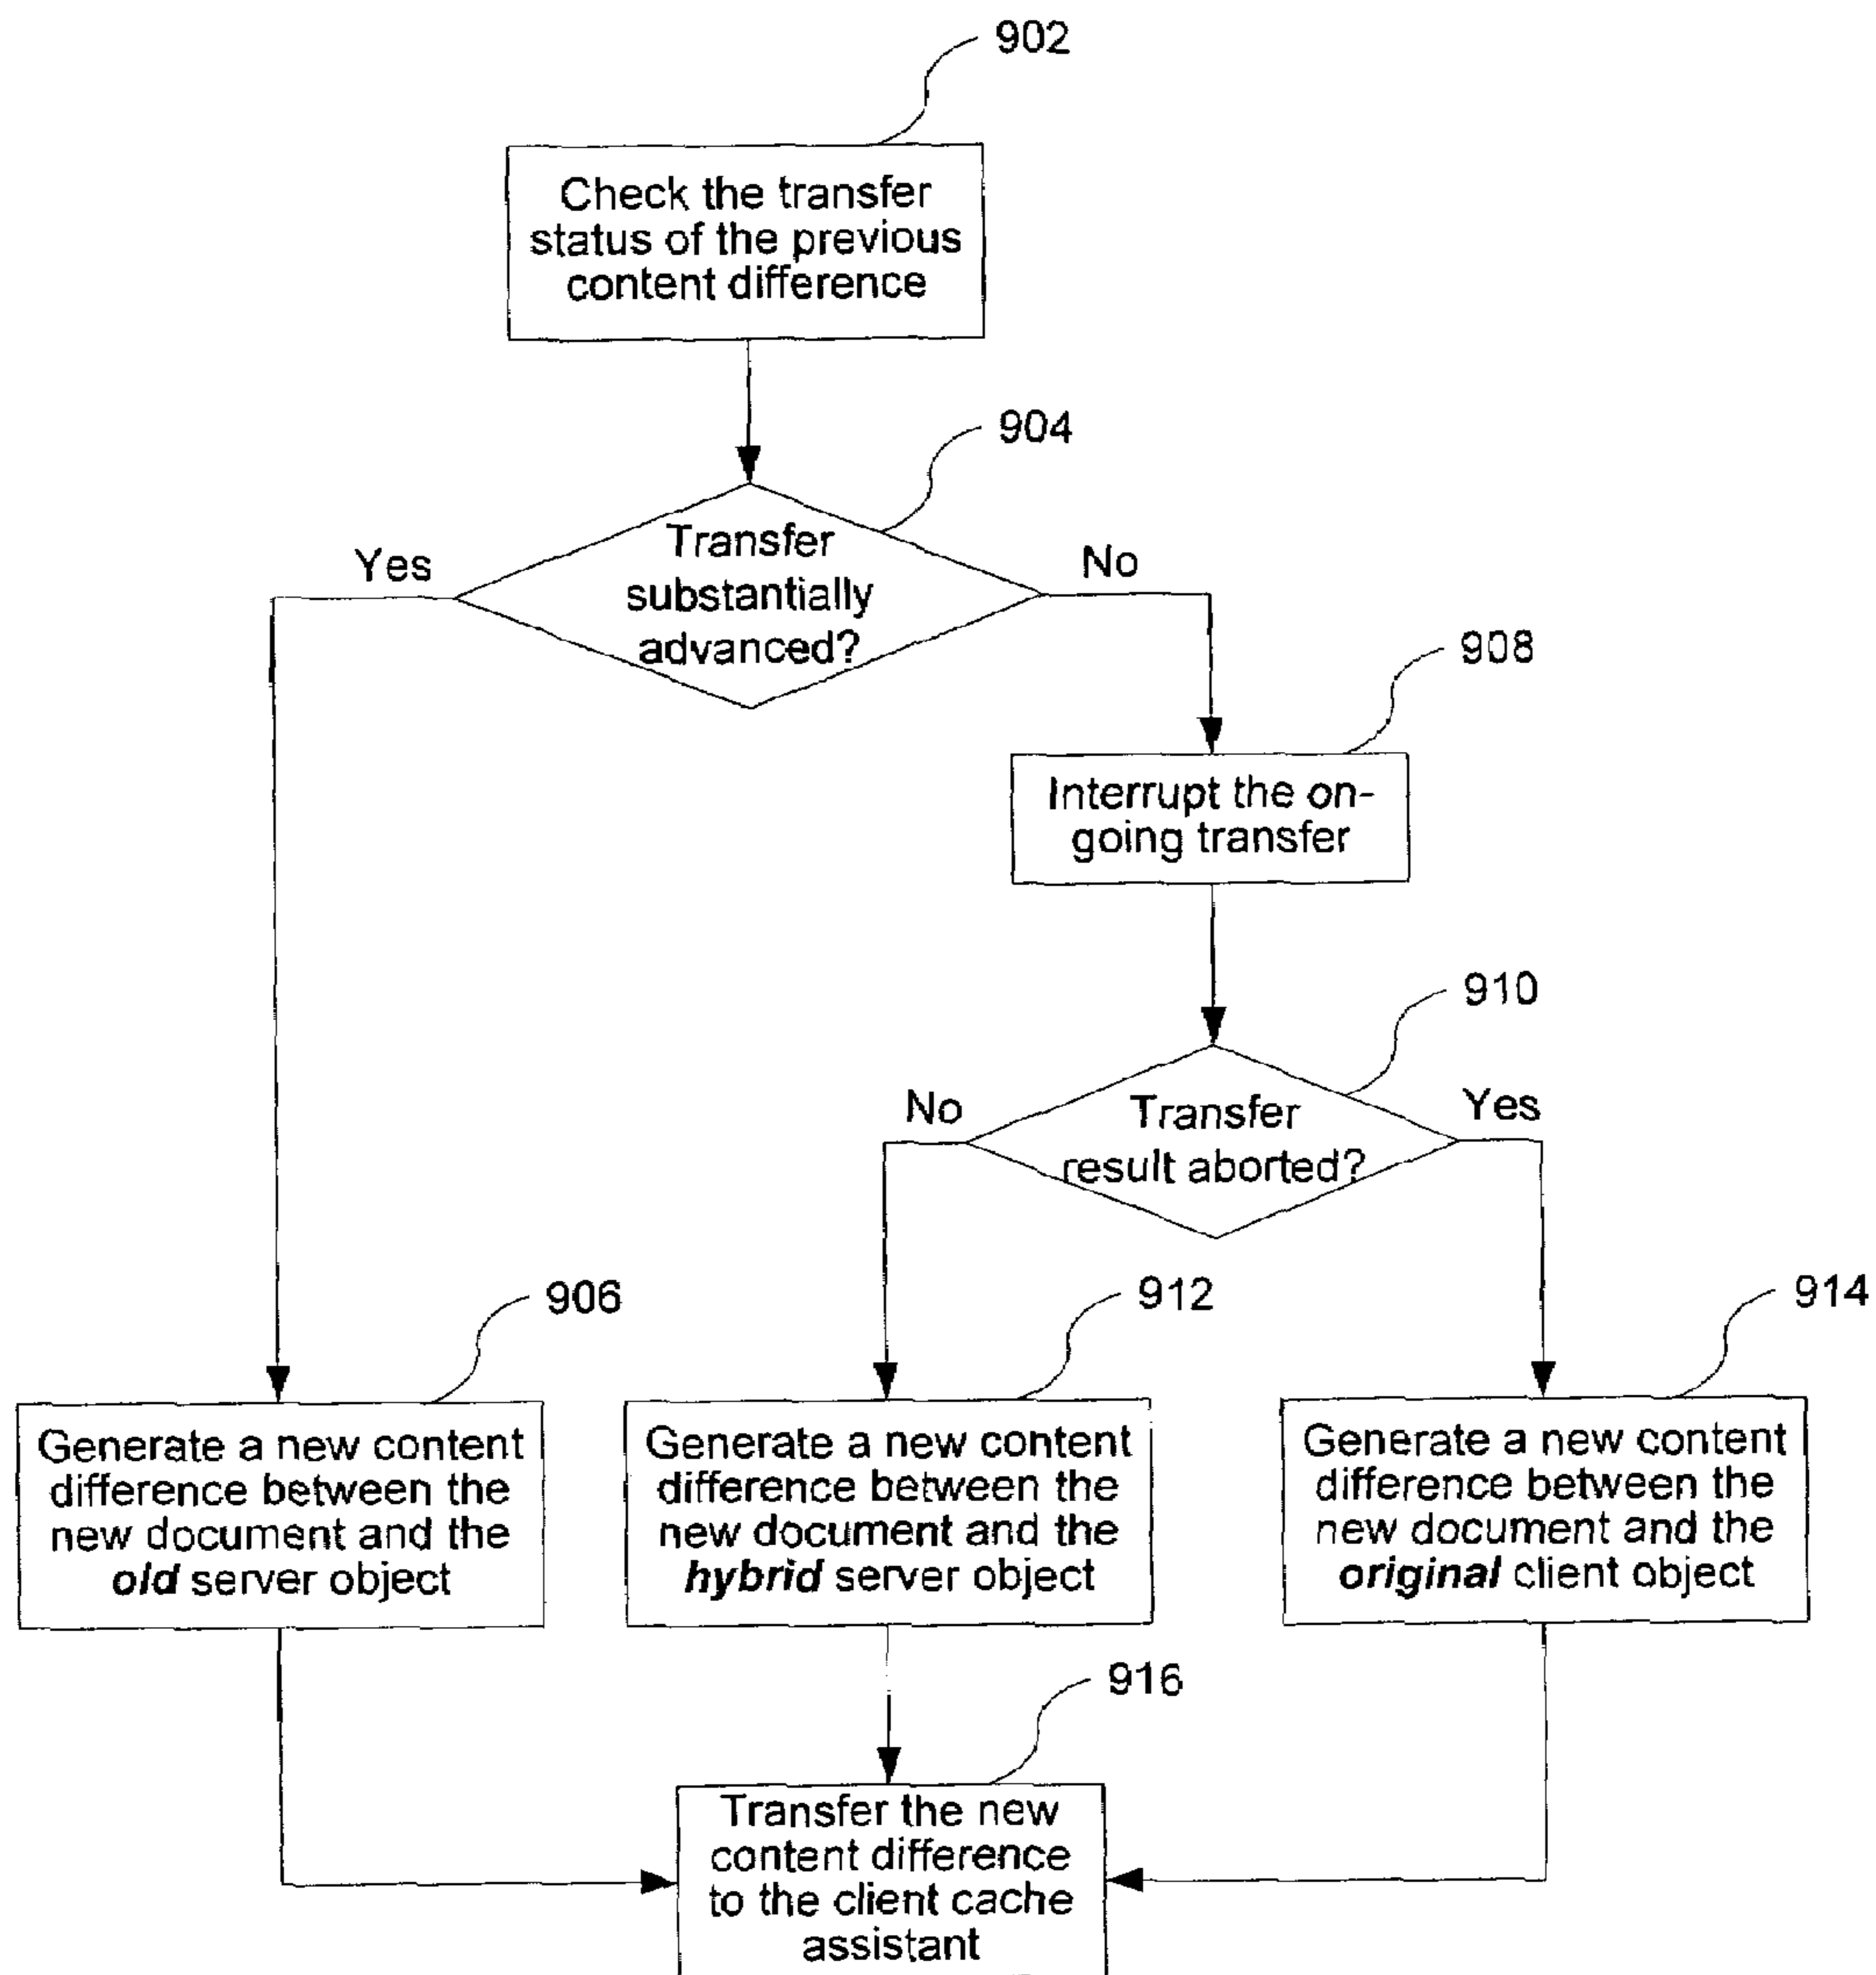 902
Check the transfer
status of the previous
content difference
904
Transfer
substantially
advanced?
Yes
No
908
Interrupt the on-
going transfer
910
Transfer
result aborted?
No
Yes
906
Generate a new content
difference between the
new document and the
old server object
912
Generate a new content
difference between the
new document and the
hybrid server object
914
Generate a new content
difference between the
new document and the
original client object
916
Transfer the new
content difference
to the client cache
assistant